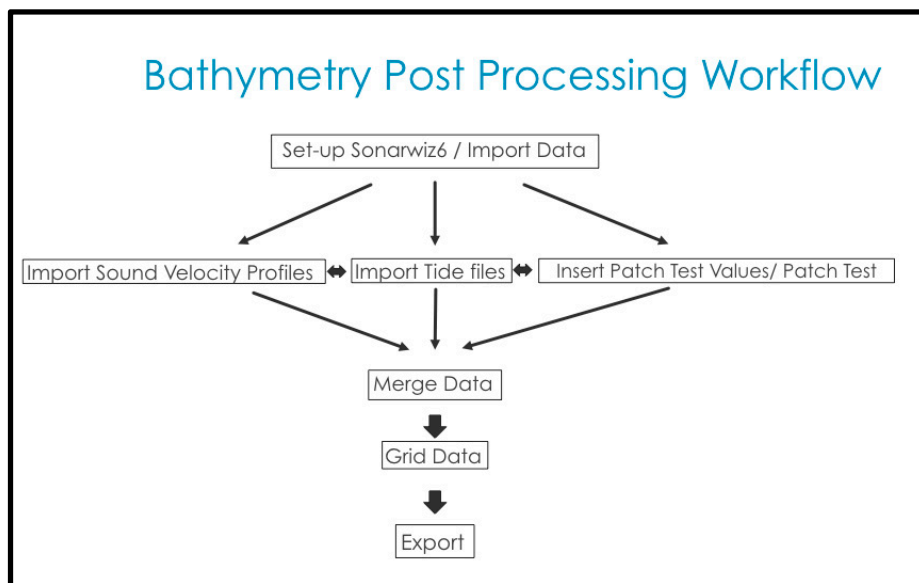 Bathymetry Post Processing Workflow
Set-up Sonarwiz6 / Import Data
Import Sound Velocity Profiles
Import Tide files
Insert Patch Test Values/ Patch Test
Merge Data
Grid Data
Export